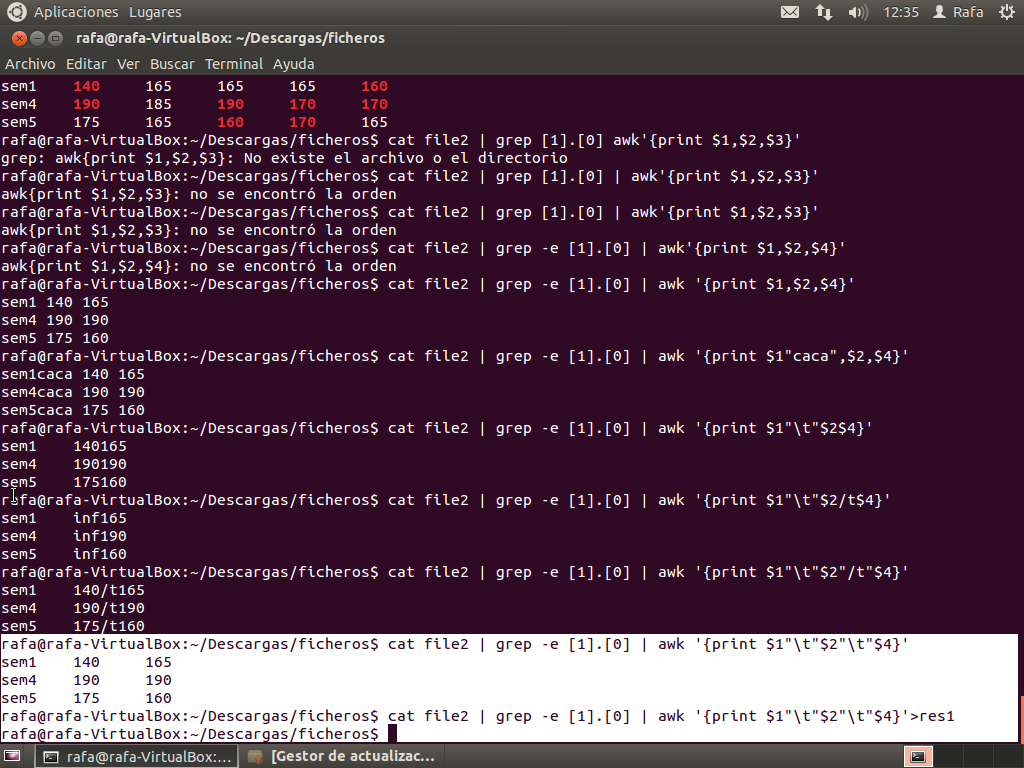 Aplicaciones Lugares 12:35 Rafa
rafa@rafa-VirtualBox: ~/Descargas/ficheros
Archivo Editar Ver Buscar Terminal Ayuda
sem1 140 165 165 165 160
sem4 190 185 190 170 170
sem5 175 165 160 170 165
rafa@rafa-VirtualBox:~/Descargas/ficheros$ cat file2 | grep [1].[0] awk'{print $1,$2,$3}'
grep: awk{print $1,$2,$3}: No existe el archivo o el directorio
rafa@rafa-VirtualBox:~/Descargas/ficheros$ cat file2 | grep [1].[0] | awk'{print $1,$2,$3}'
awk{print $1,$2,$3}: no se encontró la orden
rafa@rafa-VirtualBox:~/Descargas/ficheros$ cat file2 | grep [1].[0] | awk'{print $1,$2,$3}'
awk{print $1,$2,$3}: no se encontró la orden
rafa@rafa-VirtualBox:~/Descargas/ficheros$ cat file2 | grep -e [1].[0] | awk'{print $1,$2,$4}'
awk{print $1,$2,$4}: no se encontró la orden
rafa@rafa-VirtualBox:~/Descargas/ficheros$ cat file2 | grep -e [1].[0] | awk '{print $1,$2,$4}'
sem1 140 165
sem4 190 190
sem5 175 160
rafa@rafa-VirtualBox:~/Descargas/ficheros$ cat file2 | grep -e [1].[0] | awk '{print $1"caca",$2,$4}'
sem1caca 140 165
sem4caca 190 190
sem5caca 175 160
rafa@rafa-VirtualBox:~/Descargas/ficheros$ cat file2 | grep -e [1].[0] | awk '{print $1"\t"$2$4}'
sem1 140165
sem4 190190
sem5 175160
rafa@rafa-VirtualBox:~/Descargas/ficheros$ cat file2 | grep -e [1].[0] | awk '{print $1"\t"$2/t$4}'
sem1 inf165
sem4 inf190
sem5 inf160
rafa@rafa-VirtualBox:~/Descargas/ficheros$ cat file2 | grep -e [1].[0] | awk '{print $1"\t"$2"/t"$4}'
sem1 140/t165
sem4 190/t190
sem5 175/t160
rafa@rafa-VirtualBox:~/Descargas/ficheros$ cat file2 | grep -e [1].[0] | awk '{print $1"\t"$2"\t"$4}'
sem1 140 165
sem4 190 190
sem5 175 160
rafa@rafa-VirtualBox:~/Descargas/ficheros$ cat file2 | grep -e [1].[0] | awk '{print $1"\t"$2"\t"$4}'>res1
rafa@rafa-VirtualBox:~/Descargas/ficheros$
rafa@rafa-VirtualBox:... [Gestor de actualizac...